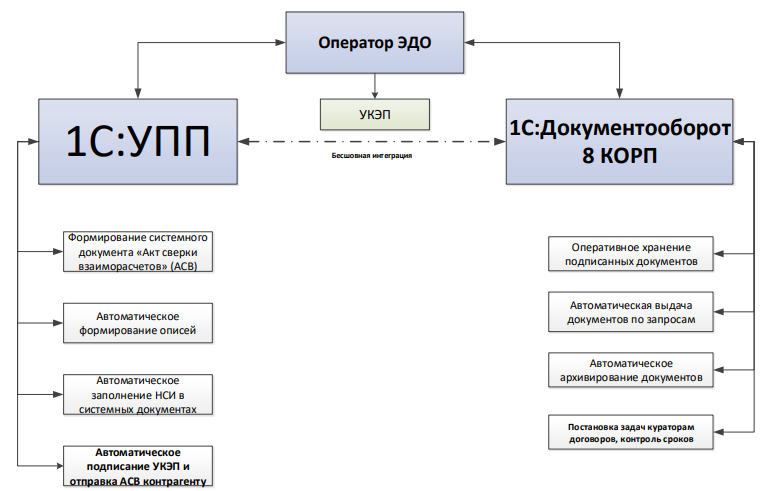 Оператор ЭДО
УКЭП
1С:УПП
1С:Документооборот
8 КОРП
Бесшовная интеграция
Формирование системного
документа «Акт сверки
взаиморасчетов» (АСВ)
Автоматическое
формирование описей
Автоматическое
заполнение НСИ в
системных документах
Автоматическое
подписание УКЭП и
отправка АСВ контрагенту
Оперативное хранение
подписанных документов
Автоматическая выдача
документов по запросам
Автоматическое
архивирование документов
Постановка задач кураторам
договоров, контроль сроков